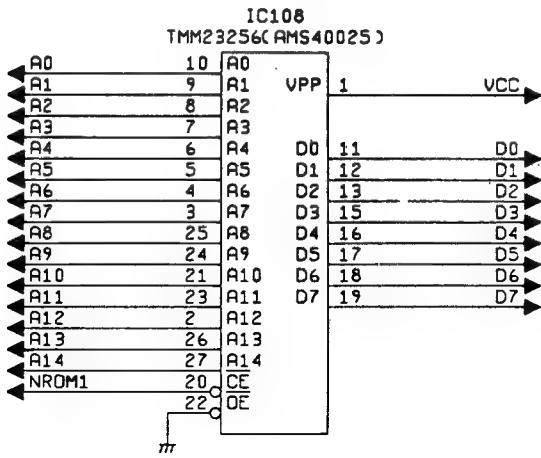 IC108
TMM23256(AMS40025)
A0 10 A0
A1 9 A1 VPP 1 VCC
A2 8 A2
A3 7 A3
A4 6 A4 D0 11 D0
A5 5 A5 D1 12 D1
A6 4 A6 D2 13 D2
A7 3 A7 D3 15 D3
A8 25 A8 D4 16 D4
A9 24 A9 D5 17 D5
A10 21 A10 D6 18 D6
A11 23 A11 D7 19 D7
A12 2 A12
A13 26 A13
A14 27 A14
NROM1 20 CE
22 OE